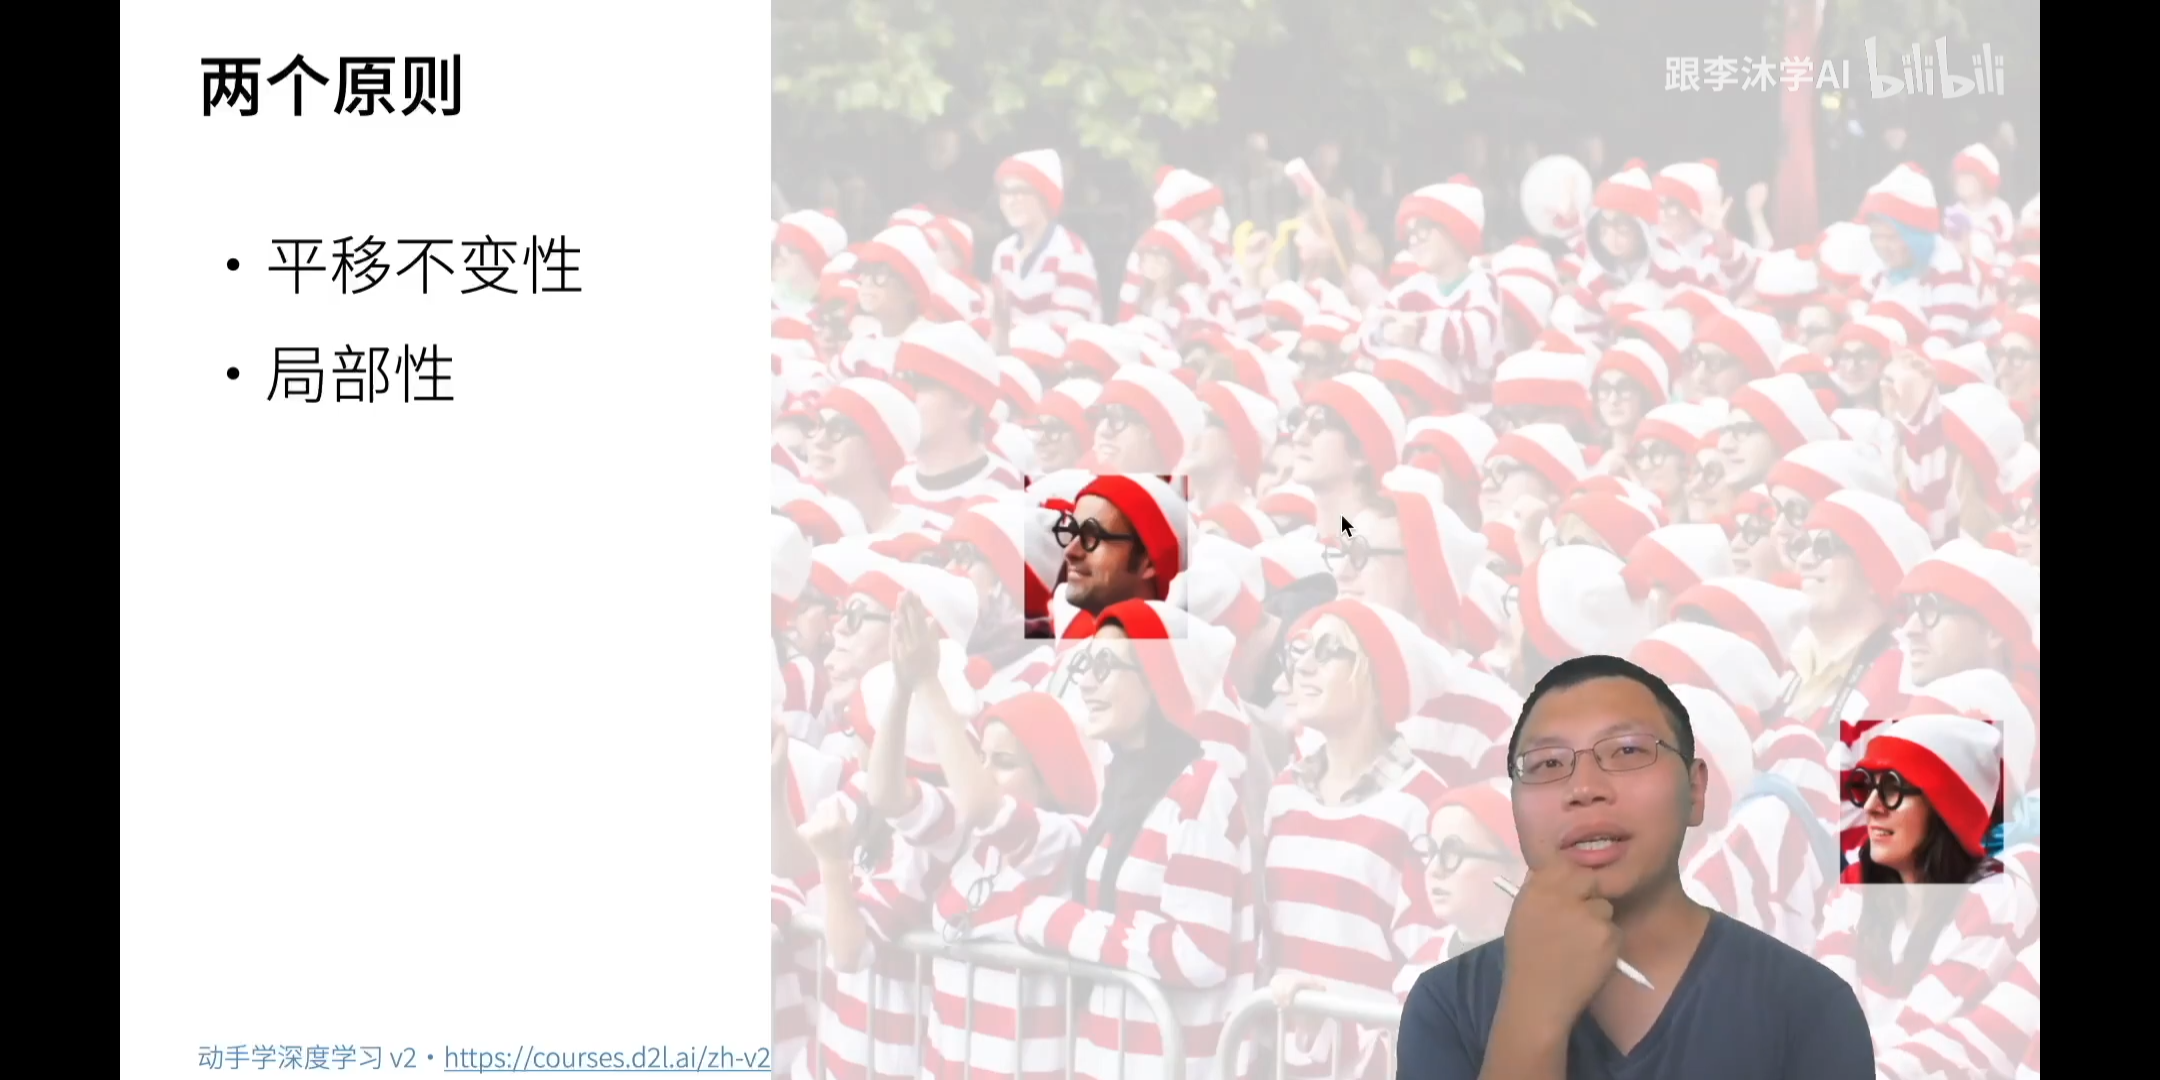 两个原则
跟李沐学AI bilibili
• 平移不变性
• 局部性
动手学深度学习 v2 • https://courses.d2l.ai/zh-v2